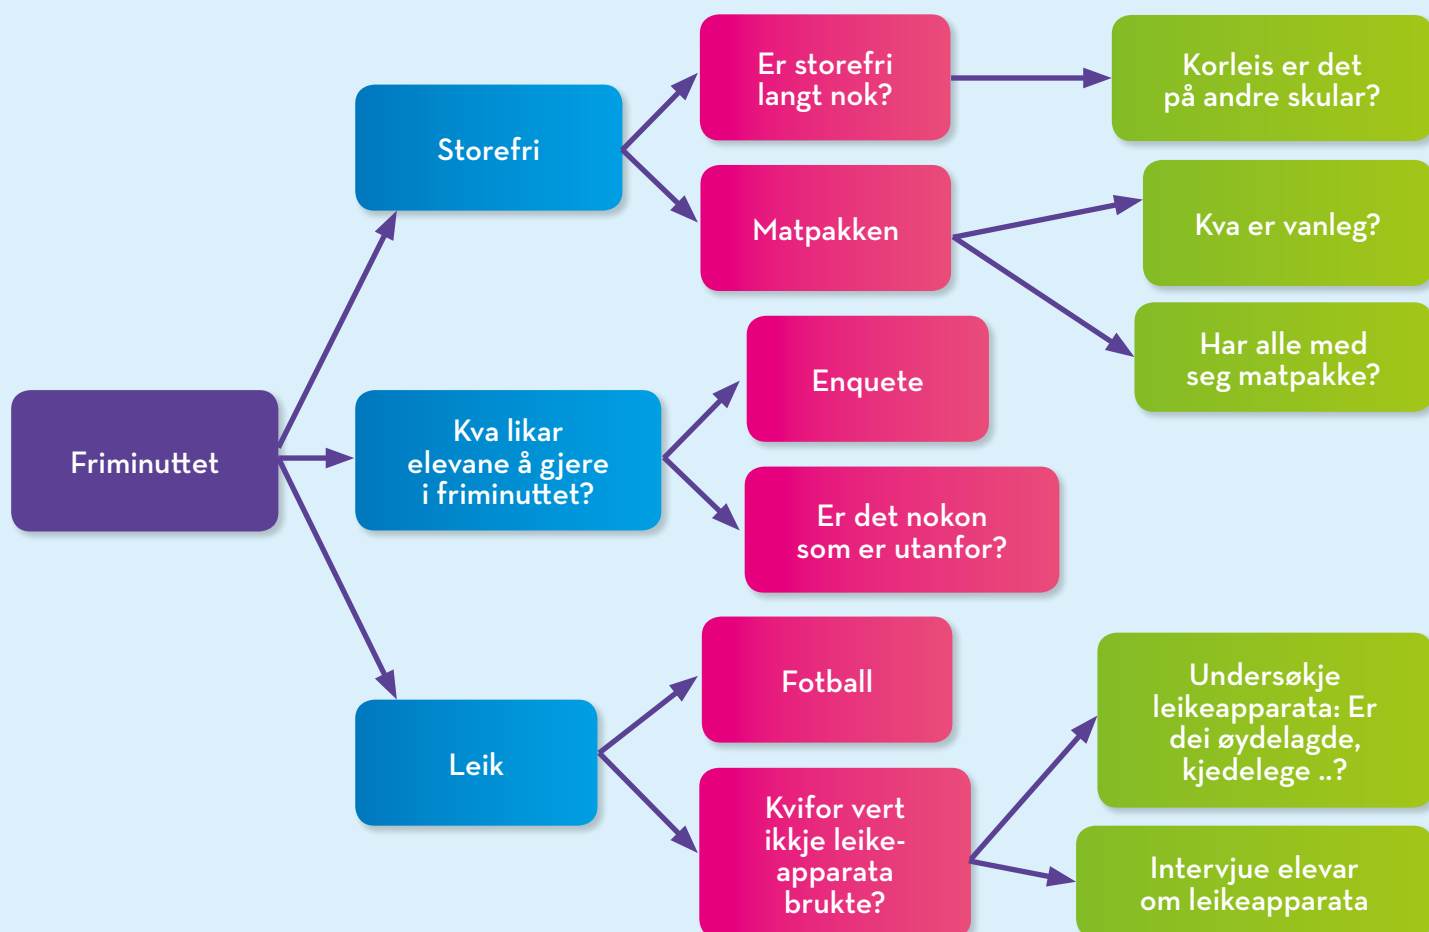 Friminuttet
Storefri
Er storefri
langt nok?
Korleis er det
på andre skular?
Matpakken
Kva er vanleg?
Har alle med
seg matpakke?
Kva likar
elevane å gjere
i friminuttet?
Enquete
Er det nokon
som er utanfor?
Leik
Fotball
Kvifor vert
ikkje leike-
apparata
brukte?
Undersøkje
leikeapparata: Er
dei øydelagde,
kjedelege ..?
Intervjue elevar
om leikeapparata